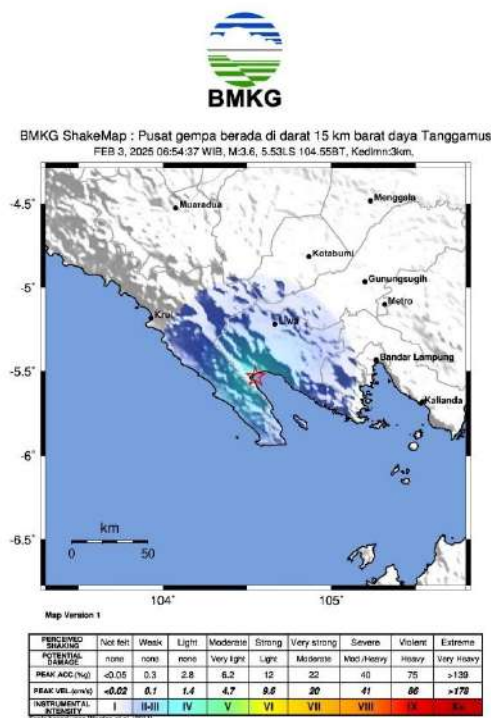 BMKG
BMKG ShakeMap : Pusat gempa berada di darat 15 km barat daya Tanggamus
FEB 3, 2025 06:54:37 WIB, M:3.6, 5.53LS 104.55BT, Kedlmn:3km,
-4.5
Muaradua
Menggala
Kotabumi
-5
Gunungsugih
Metro
Krui
Liwa
Bandar Lampung
-5.5
Kalianda
-6
-6.5
km
0 50
104 105
Map Version 1
PERCEIVED SHAKING Not felt Weak Light Moderate Strong Very strong Severe Violent Extreme
POTENTIAL DAMAGE none none none Very light Light Moderate Mod./Heavy Heavy Very Heavy
PEAK ACC.(%g) <0.05 0.3 2.8 6.2 12 22 40 75 >139
PEAK VEL.(cm/s) <0.02 0.1 1.4 4.7 9.6 20 41 86 >178
INSTRUMENTAL INTENSITY I II-III IV V VI VII VIII IX X+